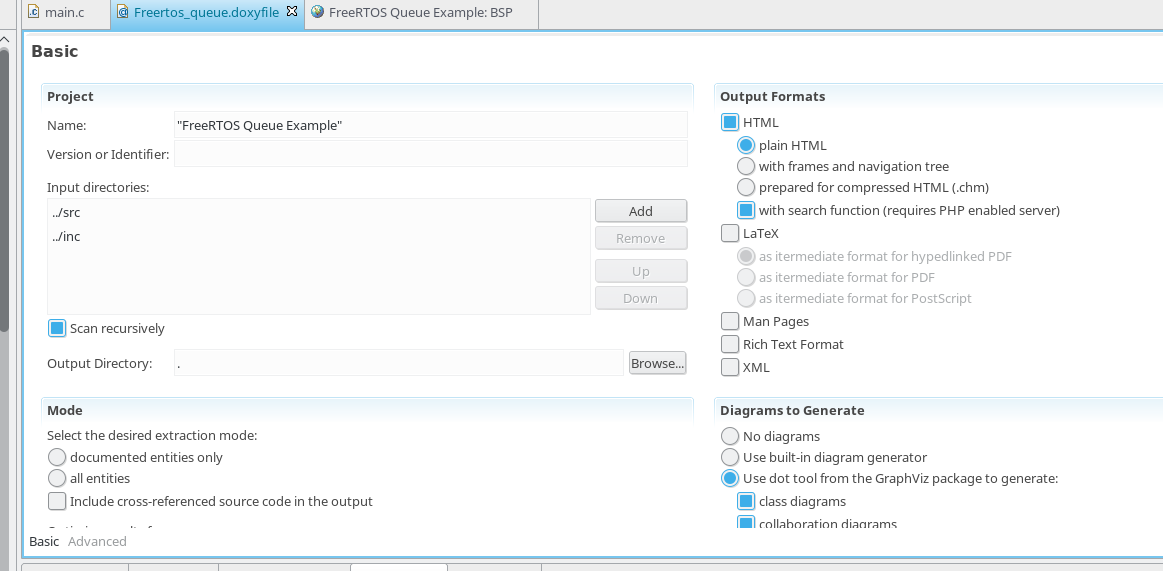 main.c
Freertos_queue.doxyfile
FreeRTOS Queue Example: BSP
Basic
Project
Name:
"FreeRTOS Queue Example"
Version or Identifier:
Input directories:
../src
../inc
Add
Remove
Up
Down
Scan recursively
Output Directory:
.
Browse...
Mode
Select the desired extraction mode:
documented entities only
all entities
Include cross-referenced source code in the output
Output Formats
HTML
plain HTML
with frames and navigation tree
prepared for compressed HTML (.chm)
with search function (requires PHP enabled server)
LaTeX
as itermediate format for hypedlinked PDF
as itermediate format for PDF
as itermediate format for PostScript
Man Pages
Rich Text Format
XML
Diagrams to Generate
No diagrams
Use built-in diagram generator
Use dot tool from the GraphViz package to generate:
class diagrams
collaboration diagrams
Basic Advanced